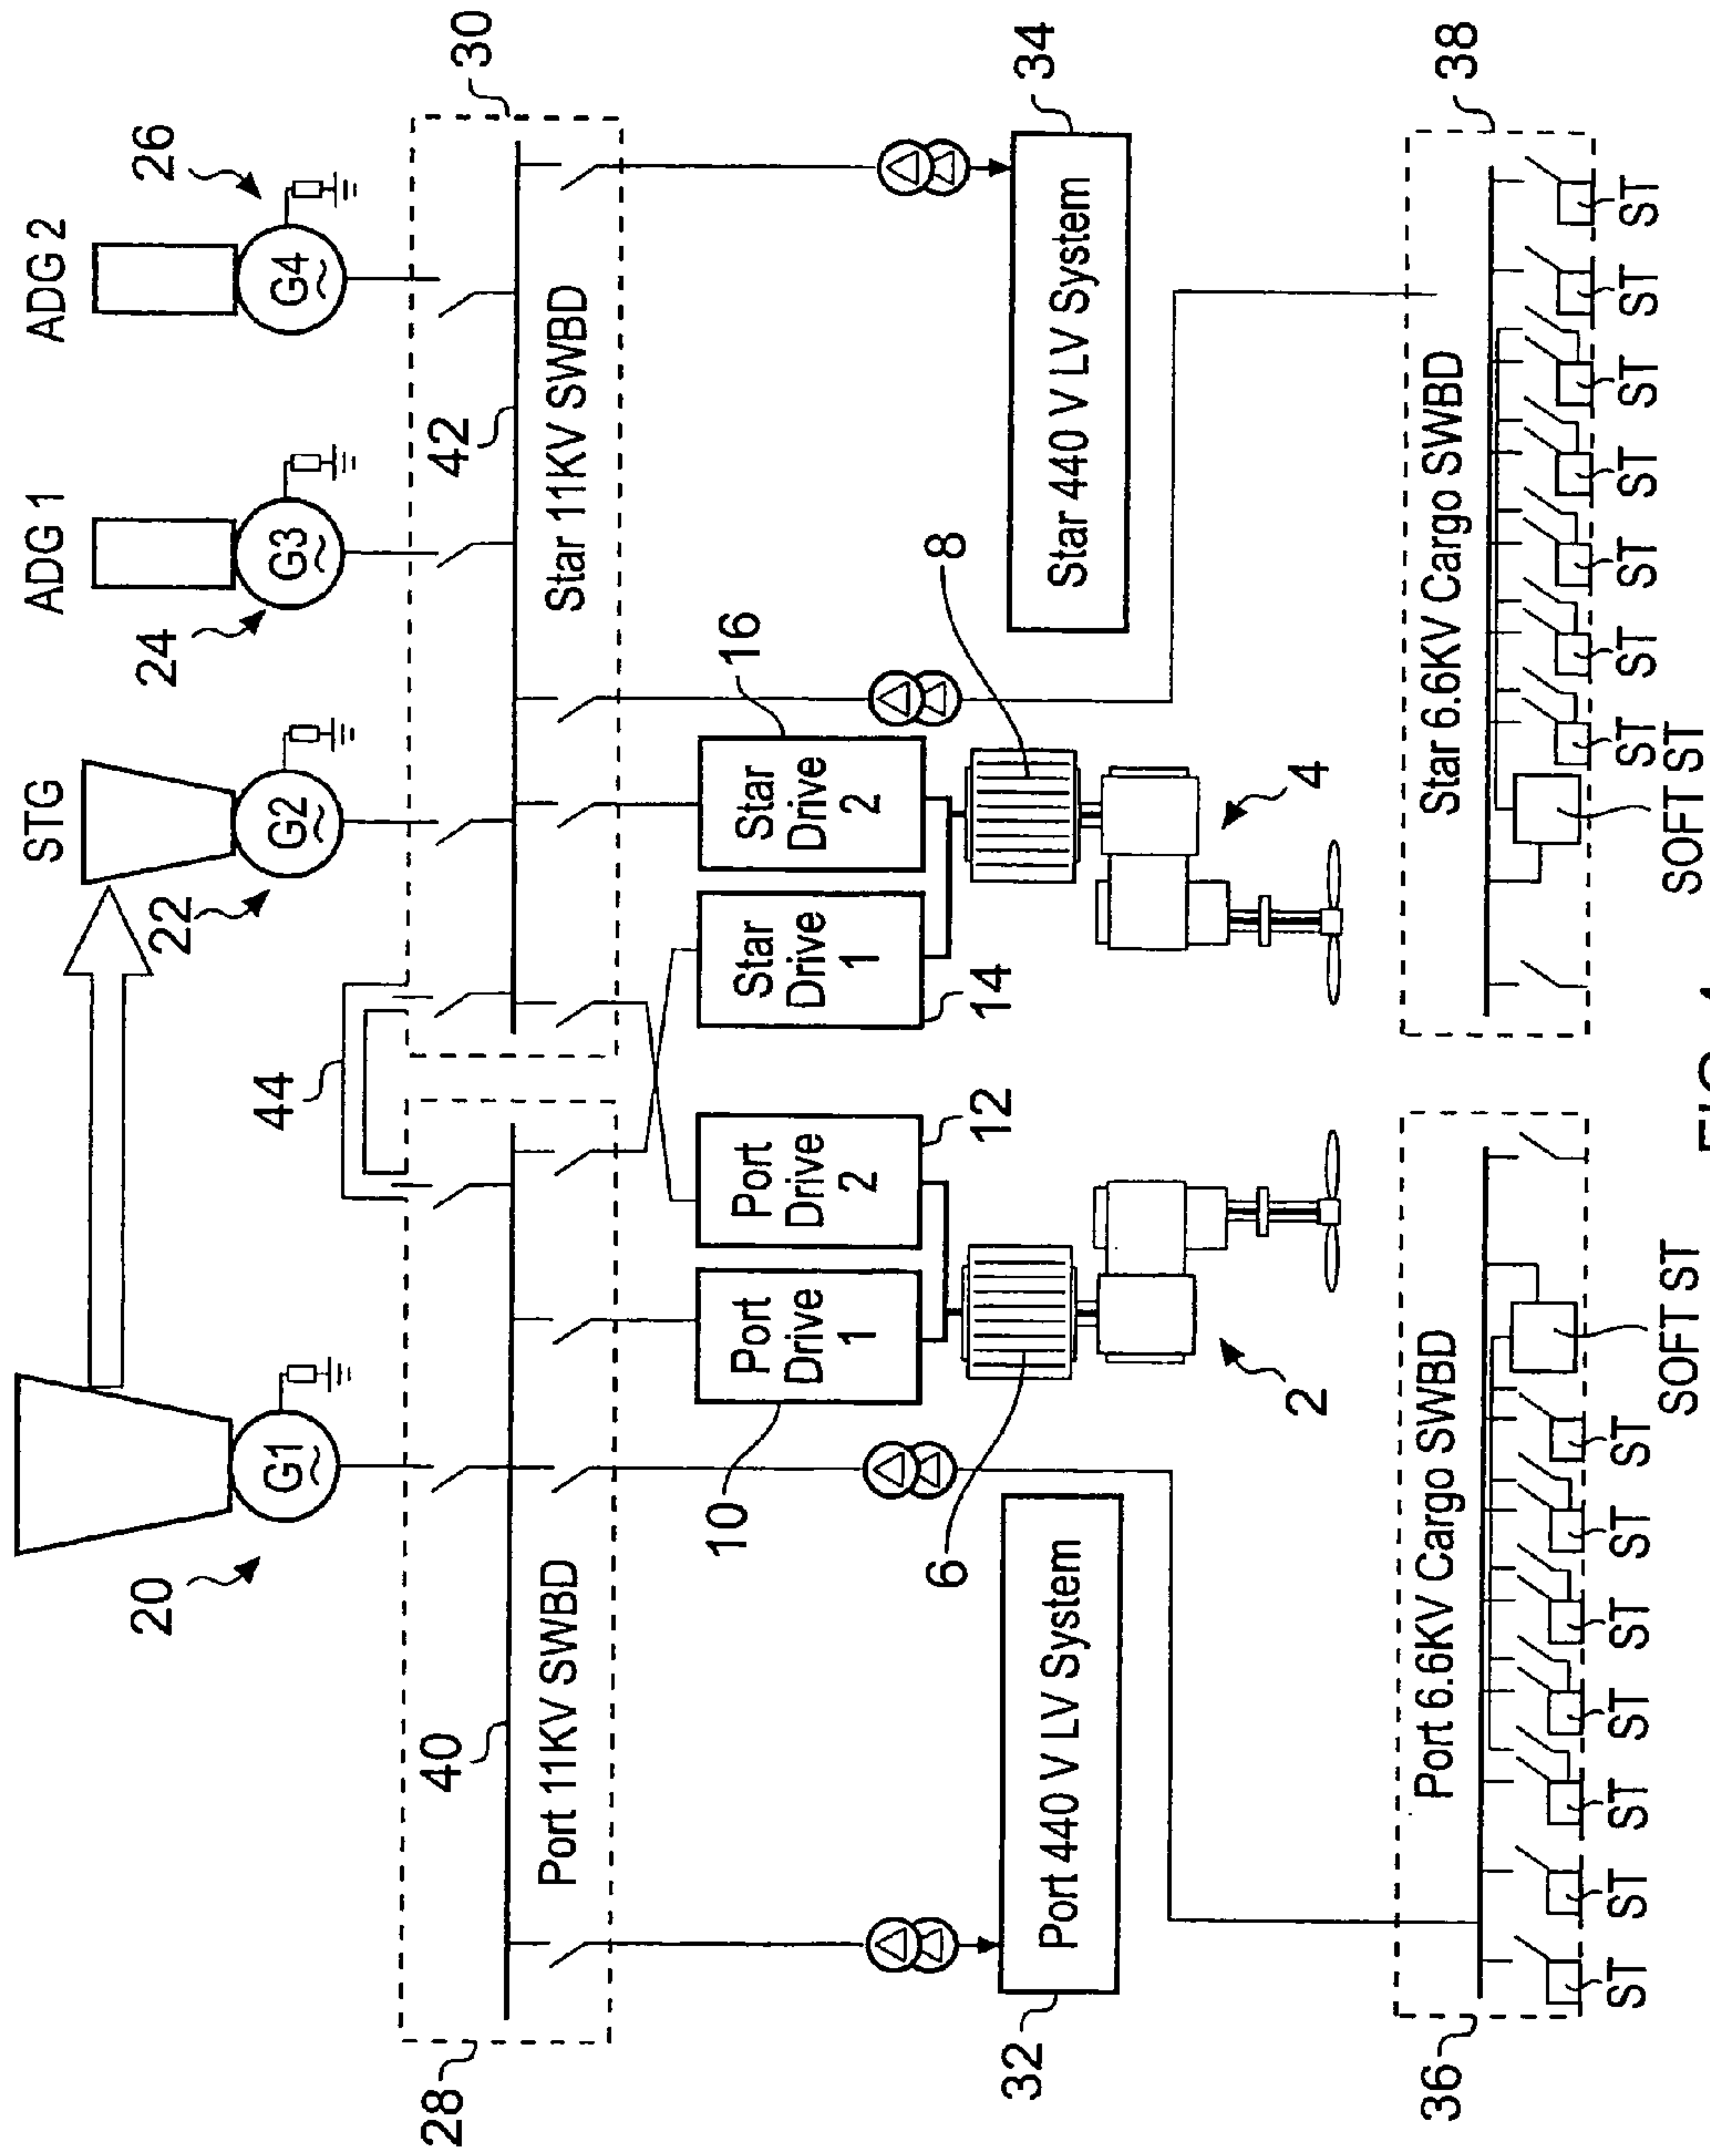 STG
ADG 1
ADG 2
G1
G2
G3
G4
20
22
24
26
44
30
28
40
42
Port 11KV SWBD
Star 11KV SWBD
Port Drive 1
Port Drive 2
Star Drive 1
Star Drive 2
10
12
14
16
6
8
2
4
32
34
Port 440 V LV System
Star 440 V LV System
36
38
Port 6.6KV Cargo SWBD
Star 6.6KV Cargo SWBD
ST
ST
ST
ST
ST
ST
ST
SOFT ST
SOFT ST
ST
ST
ST
ST
ST
ST
ST